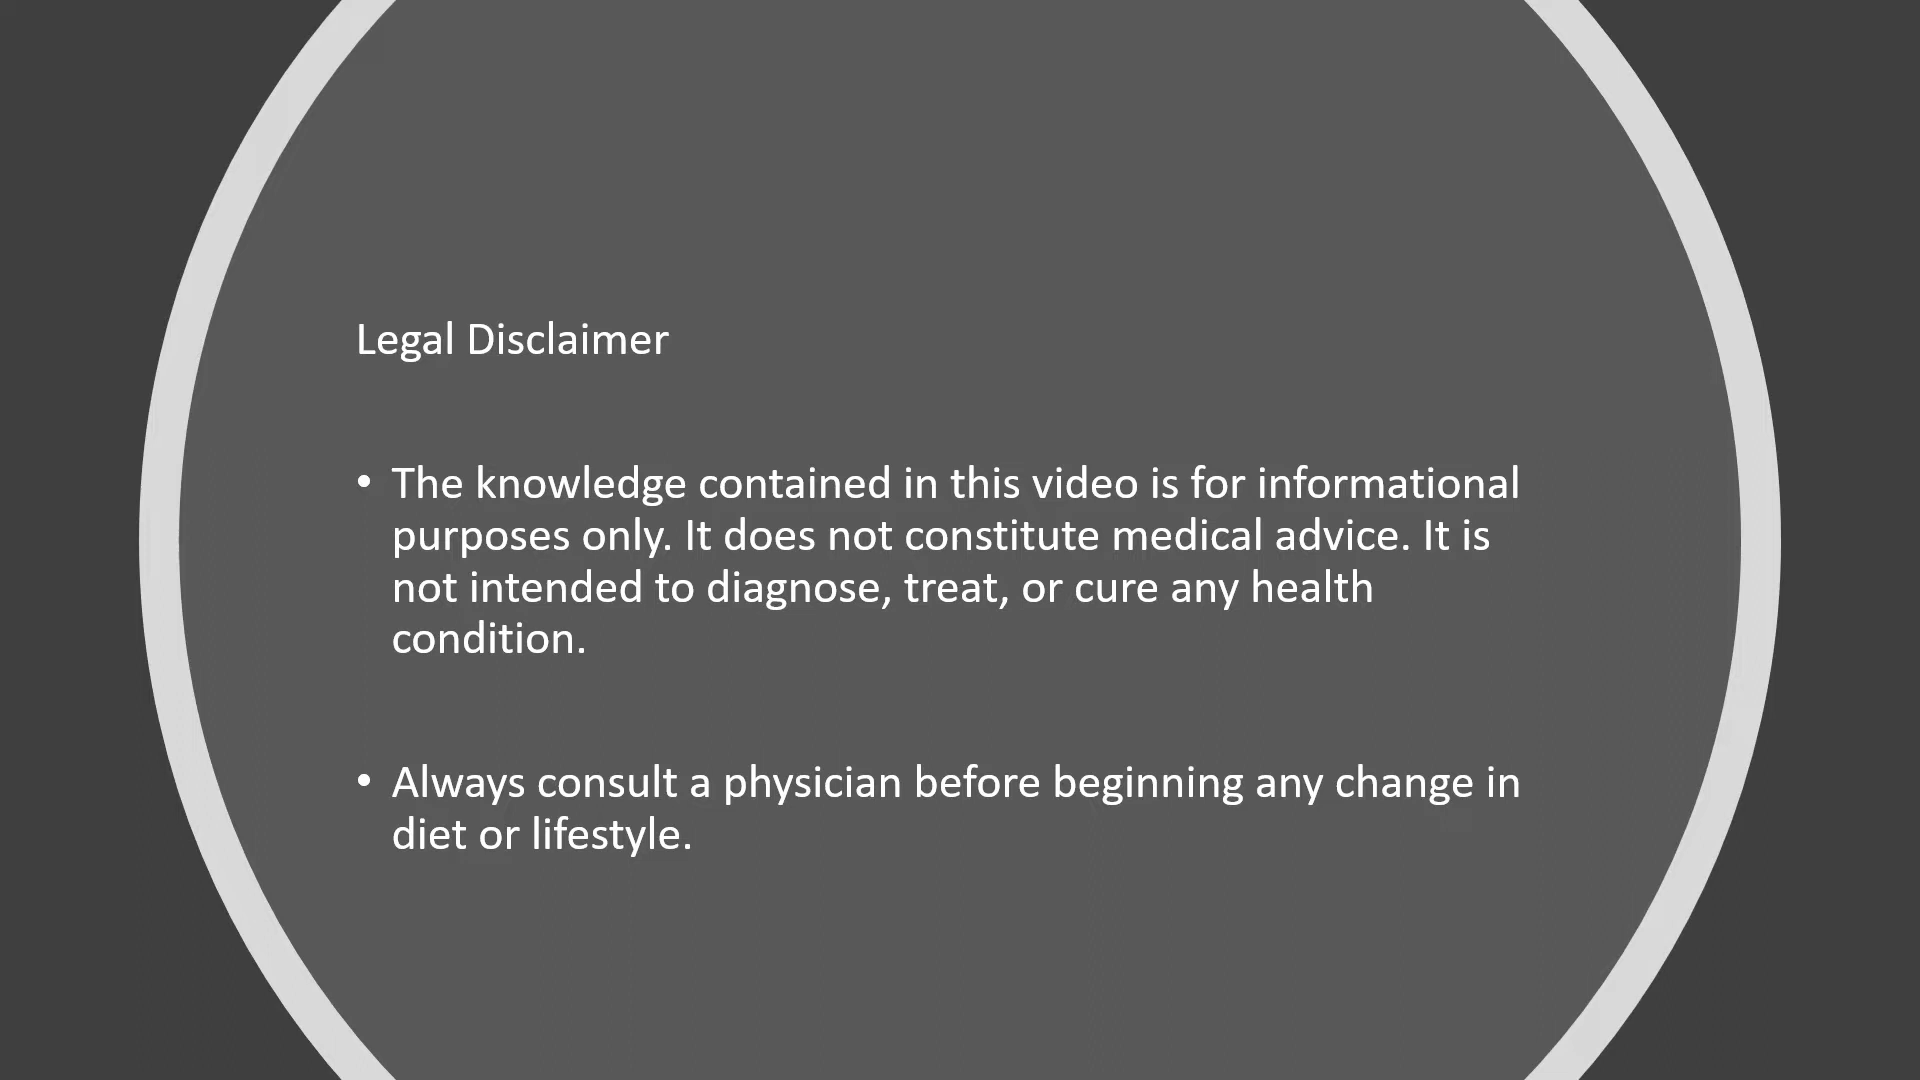 Legal Disclaimer
• The knowledge contained in this video is for informational
purposes only. It does not constitute medical advice. It is
not intended to diagnose, treat, or cure any health
condition.
• Always consult a physician before beginning any change in
diet or lifestyle.